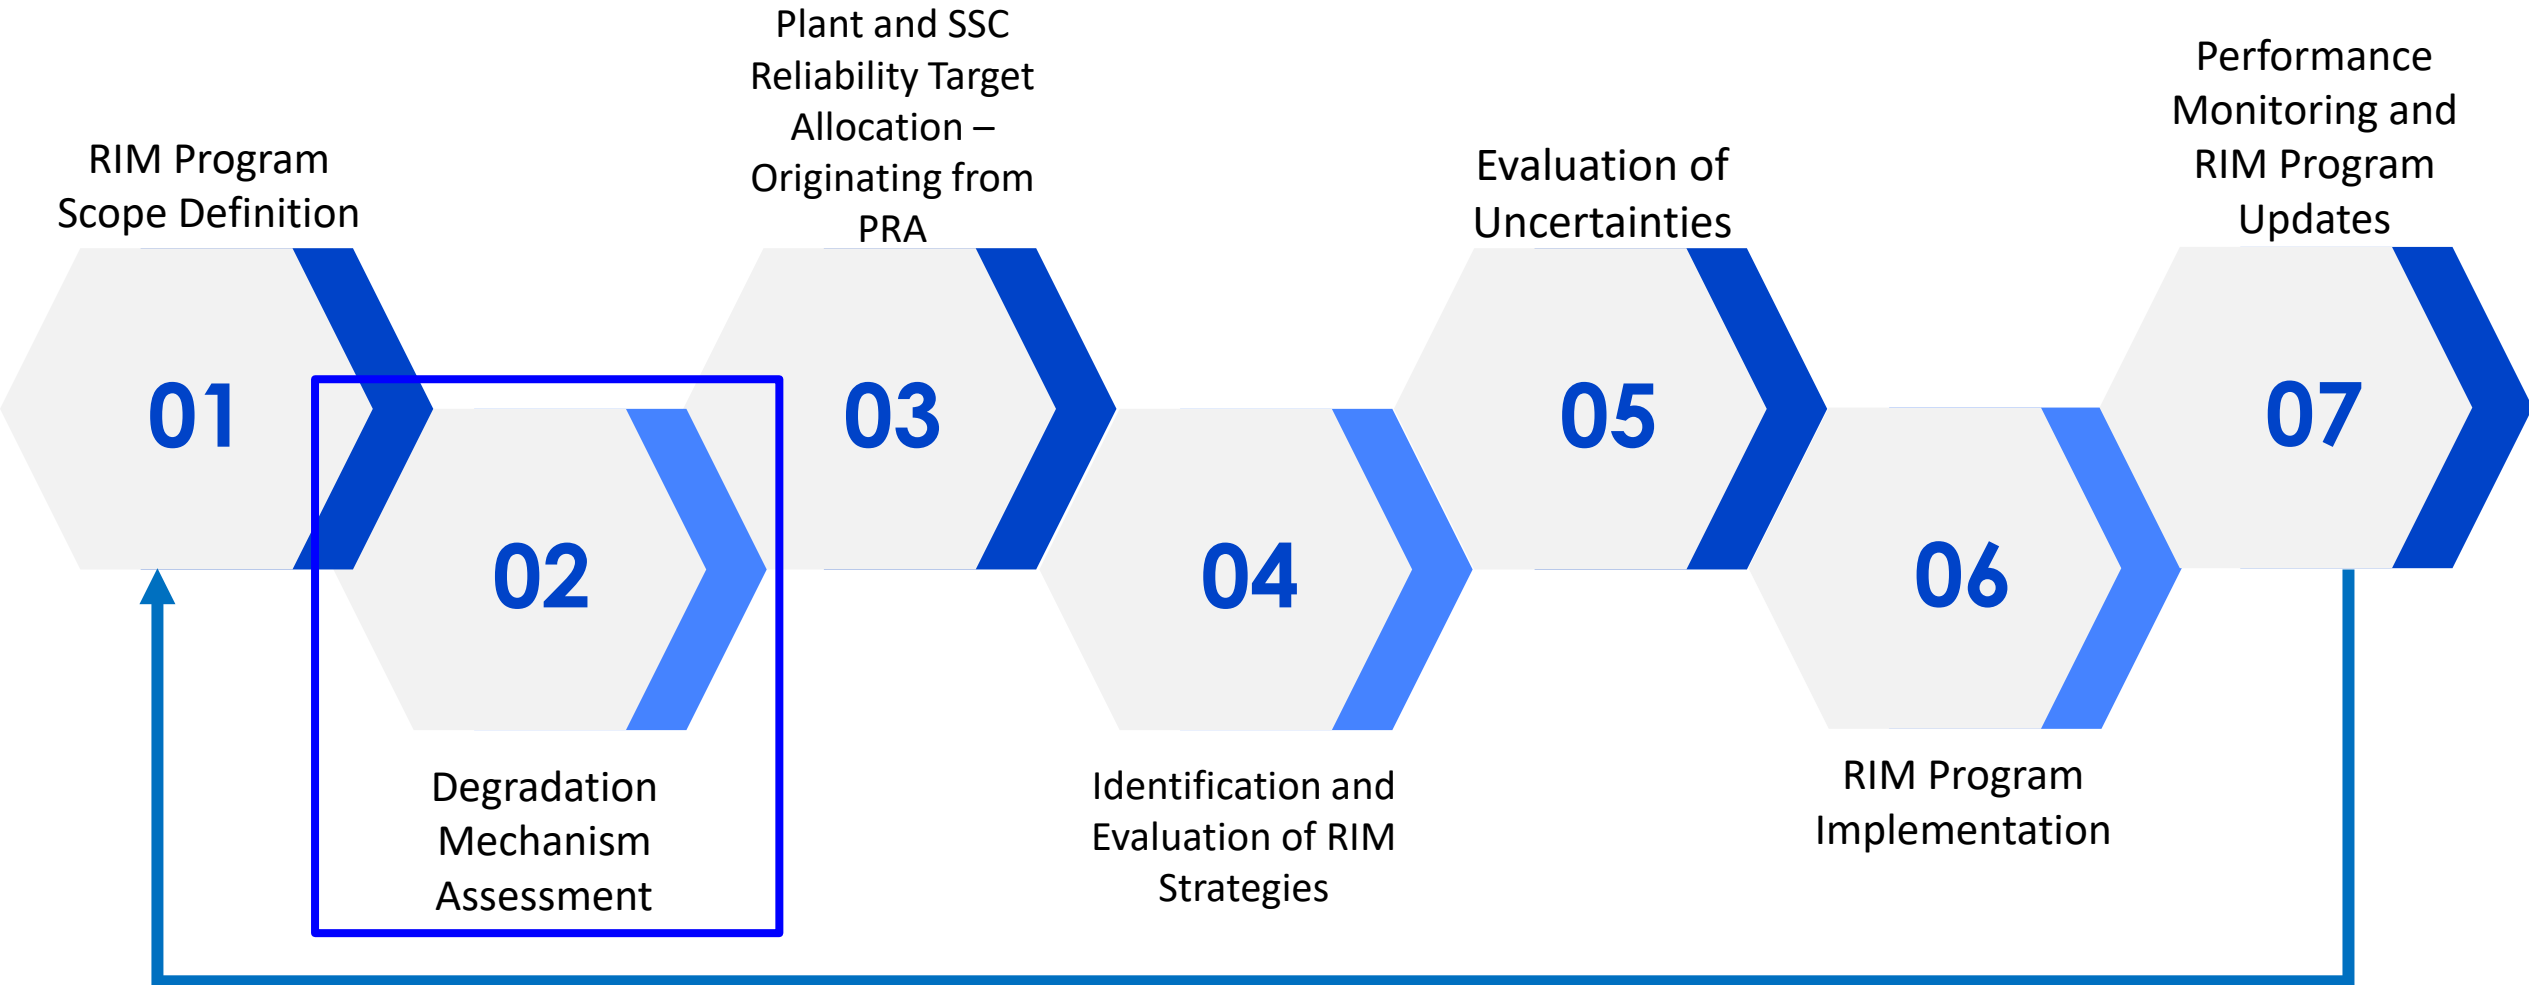 RIM Program
Scope Definition
01
02
Degradation
Mechanism
Assessment
Plant and SSC
Reliability Target
Allocation –
Originating from
PRA
03
04
Identification and
Evaluation of RIM
Strategies
Evaluation of
Uncertainties
05
06
RIM Program
Implementation
Performance
Monitoring and
RIM Program
Updates
07